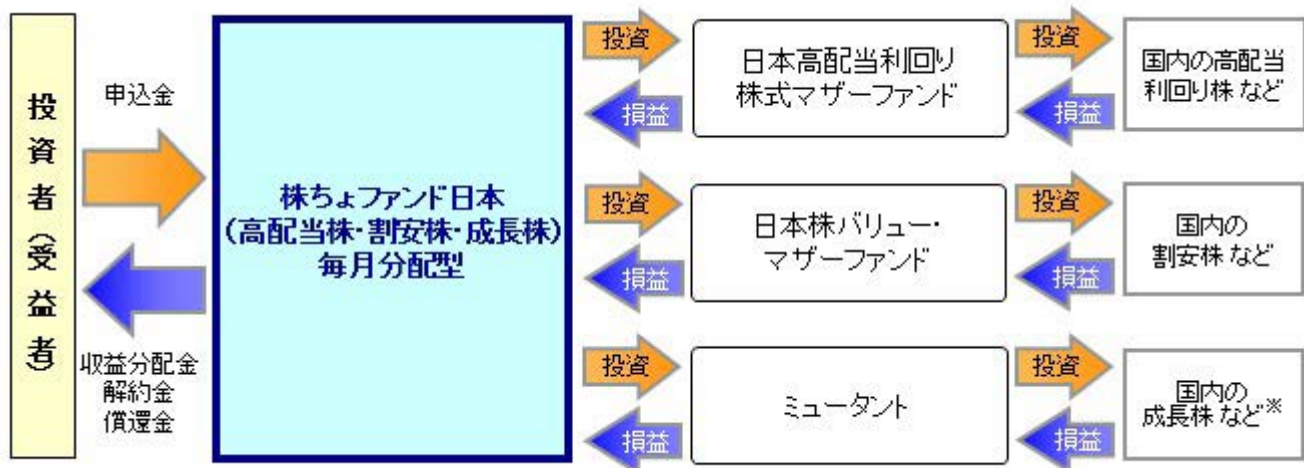 投資者（受益者）
申込金
収益分配金
解約金
償還金
株ちょファンド日本
（高配当株・割安株・成長株）
毎月分配型
投資
損益
日本高配当利回り
株式マザーファンド
投資
損益
国内の高配当
利回り株 など
投資
損益
日本株バリュー・
マザーファンド
投資
損益
国内の
割安株 など
投資
損益
ミュータント
投資
損益
国内の
成長株 など※